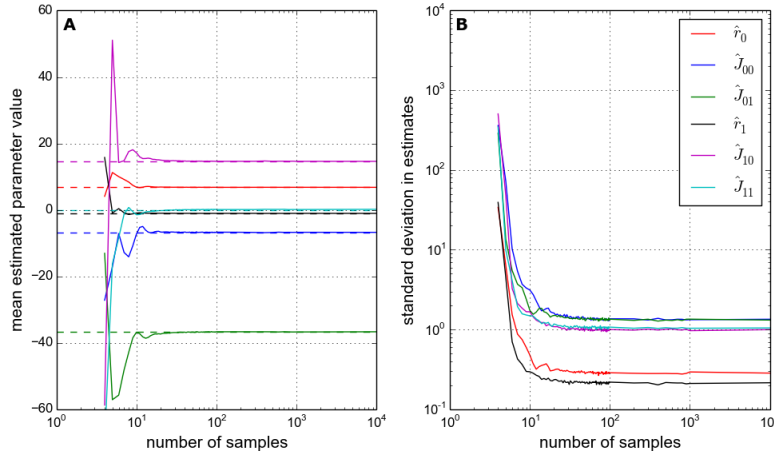 A
mean estimated parameter value
60
40
20
0
−20
−40
−60
10^0
10^1
10^2
10^3
10^4
number of samples
B
standard deviation in estimates
10^4
10^3
10^2
10^1
10^0
10^-1
10^0
10^1
10^2
10^3
10
number of samples
r̂_0
Ĵ_00
Ĵ_01
r̂_1
Ĵ_10
Ĵ_11